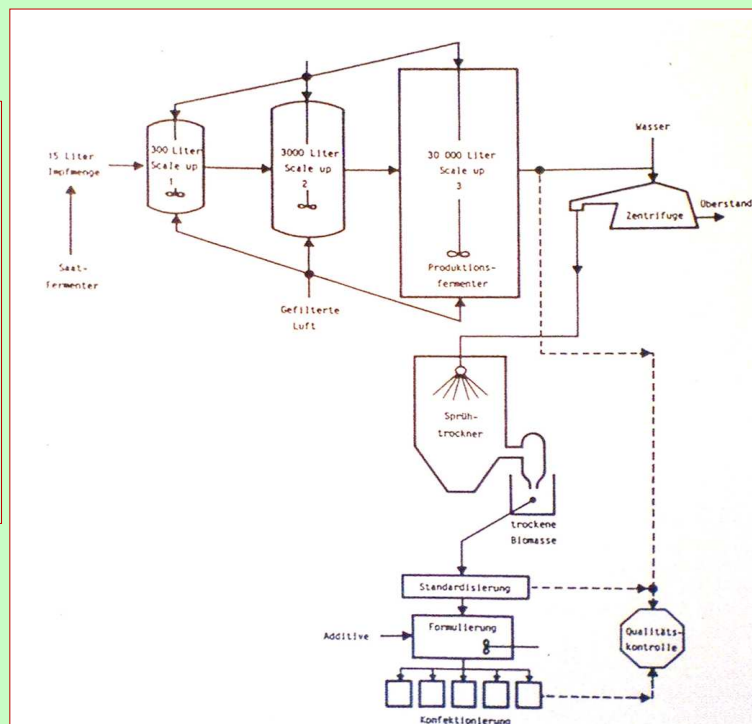 300 Liter
Scale up
1
3000 Liter
Scale up
2
30 000 Liter
Scale up
3
Wasser
15 Liter
Impfmenge
Saat-
Fermenter
Gefilterte
Luft
Produktions-
fermenter
Zentrifuge
Überstand
Sprüh-
trockner
trockene
Biomasse
Standardisierung
Additive
Formulierung
Qualitäts-
kontrolle
Konfektionierung